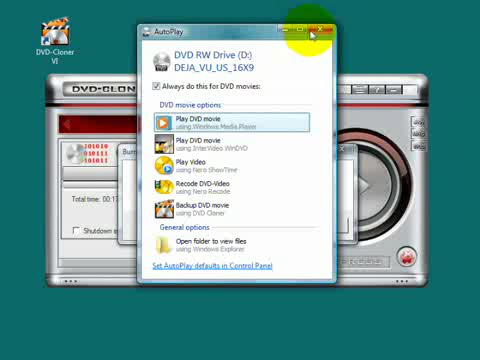 DVD-Cloner
VI
AutoPlay
DVD RW Drive (D:)
DEJA_VU_US_16X9
Always do this for DVD movies:
DVD movie options
Play DVD movie
using Windows Media Player
Play DVD movie
using InterVideo WinDVD
Play Video
using Nero ShowTime
Recode DVD-Video
using Nero Recode
Backup DVD movie
using DVD Cloner
General options
Open folder to view files
using Windows Explorer
Set AutoPlay defaults in Control Panel
DVD-CLON
101010
010111
101011
Total time: 00:1
Shutdown
Burn